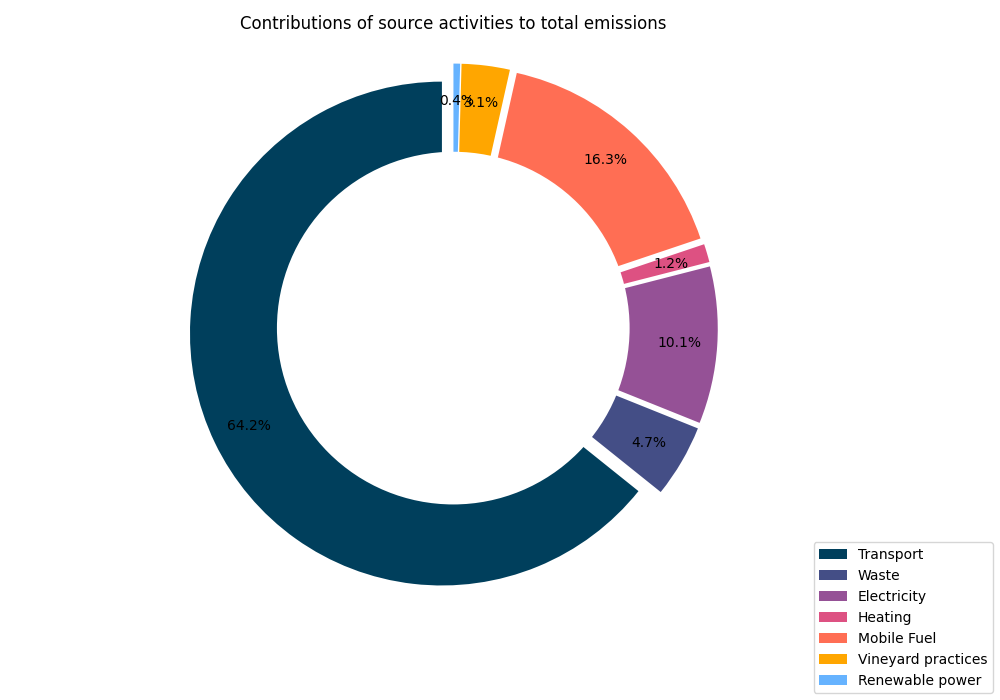 Contributions of source activities to total emissions
0.4%
3.1%
16.3%
1.2%
10.1%
64.2%
4.7%
Transport
Waste
Electricity
Heating
Mobile Fuel
Vineyard practices
Renewable power